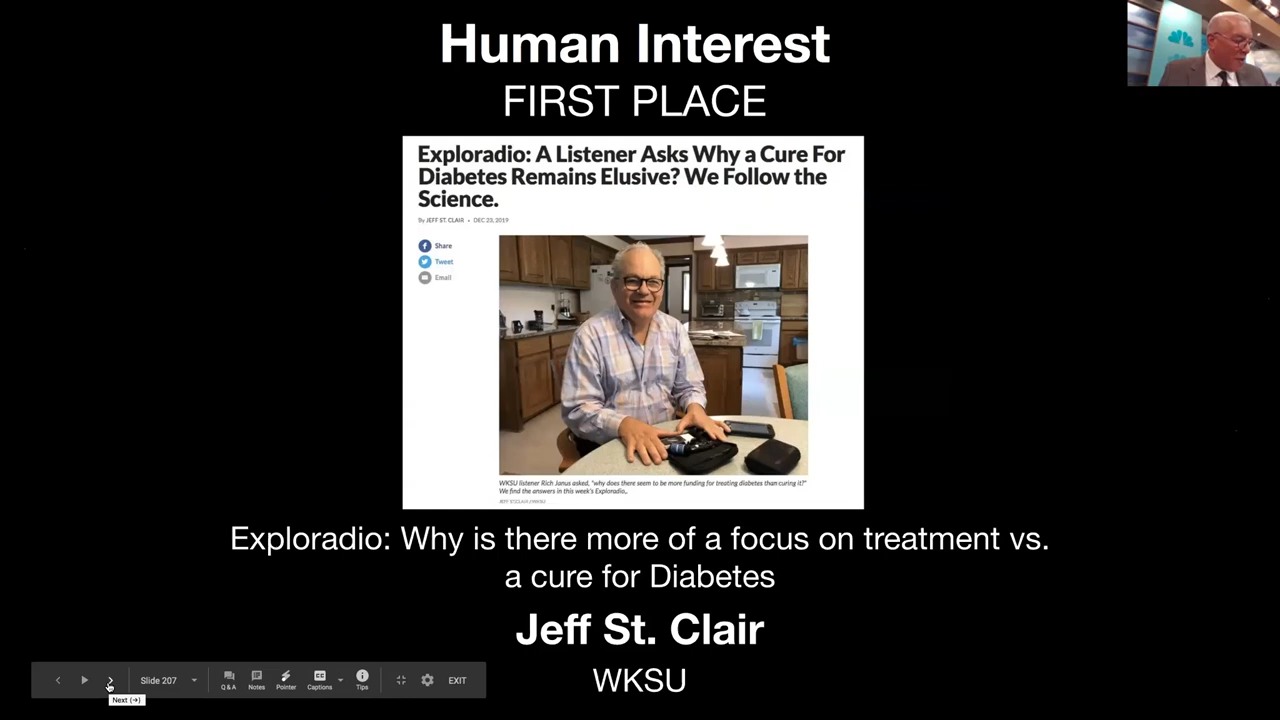 Human Interest
FIRST PLACE
Exploradio: A Listener Asks Why a Cure For
Diabetes Remains Elusive? We Follow the
Science.
By JEFF ST. CLAIR • DEC 23, 2019
Share
Tweet
Email
WKSU listener Rich Janus asked, "why does there seem to be more funding for treating diabetes than curing it?"
We find the answers in this week's Exploradio..
JEFF ST.CLAIR / WKSU
Exploradio: Why is there more of a focus on treatment vs.
a cure for Diabetes
Jeff St. Clair
WKSU
Slide 207
Q & A
Notes
Pointer
CC
Captions
Tips
EXIT
Next (→)